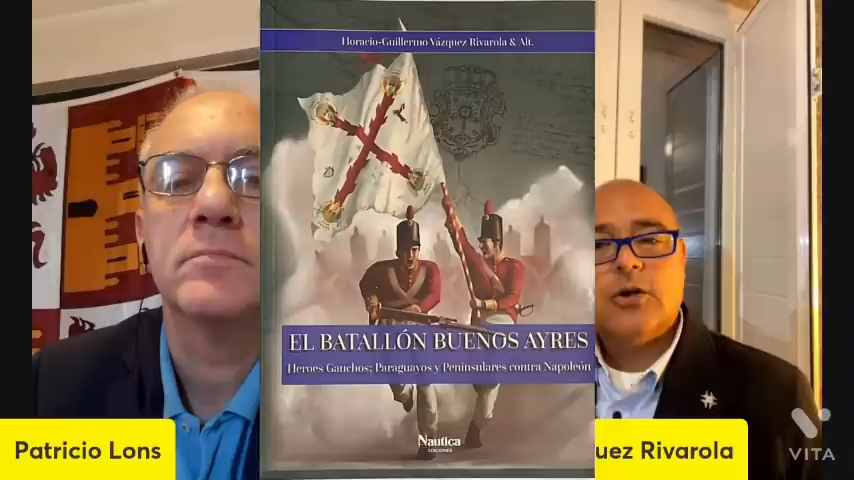 Horacio-Guillermo Vázquez Rivarola & Alt.
EL BATALLÓN BUENOS AYRES
Heroes Gauchos; Paraguayos y Peninsulares contra Napoleón
Nautica
EDICIONES
Patricio Lons
uez Rivarola
VITA